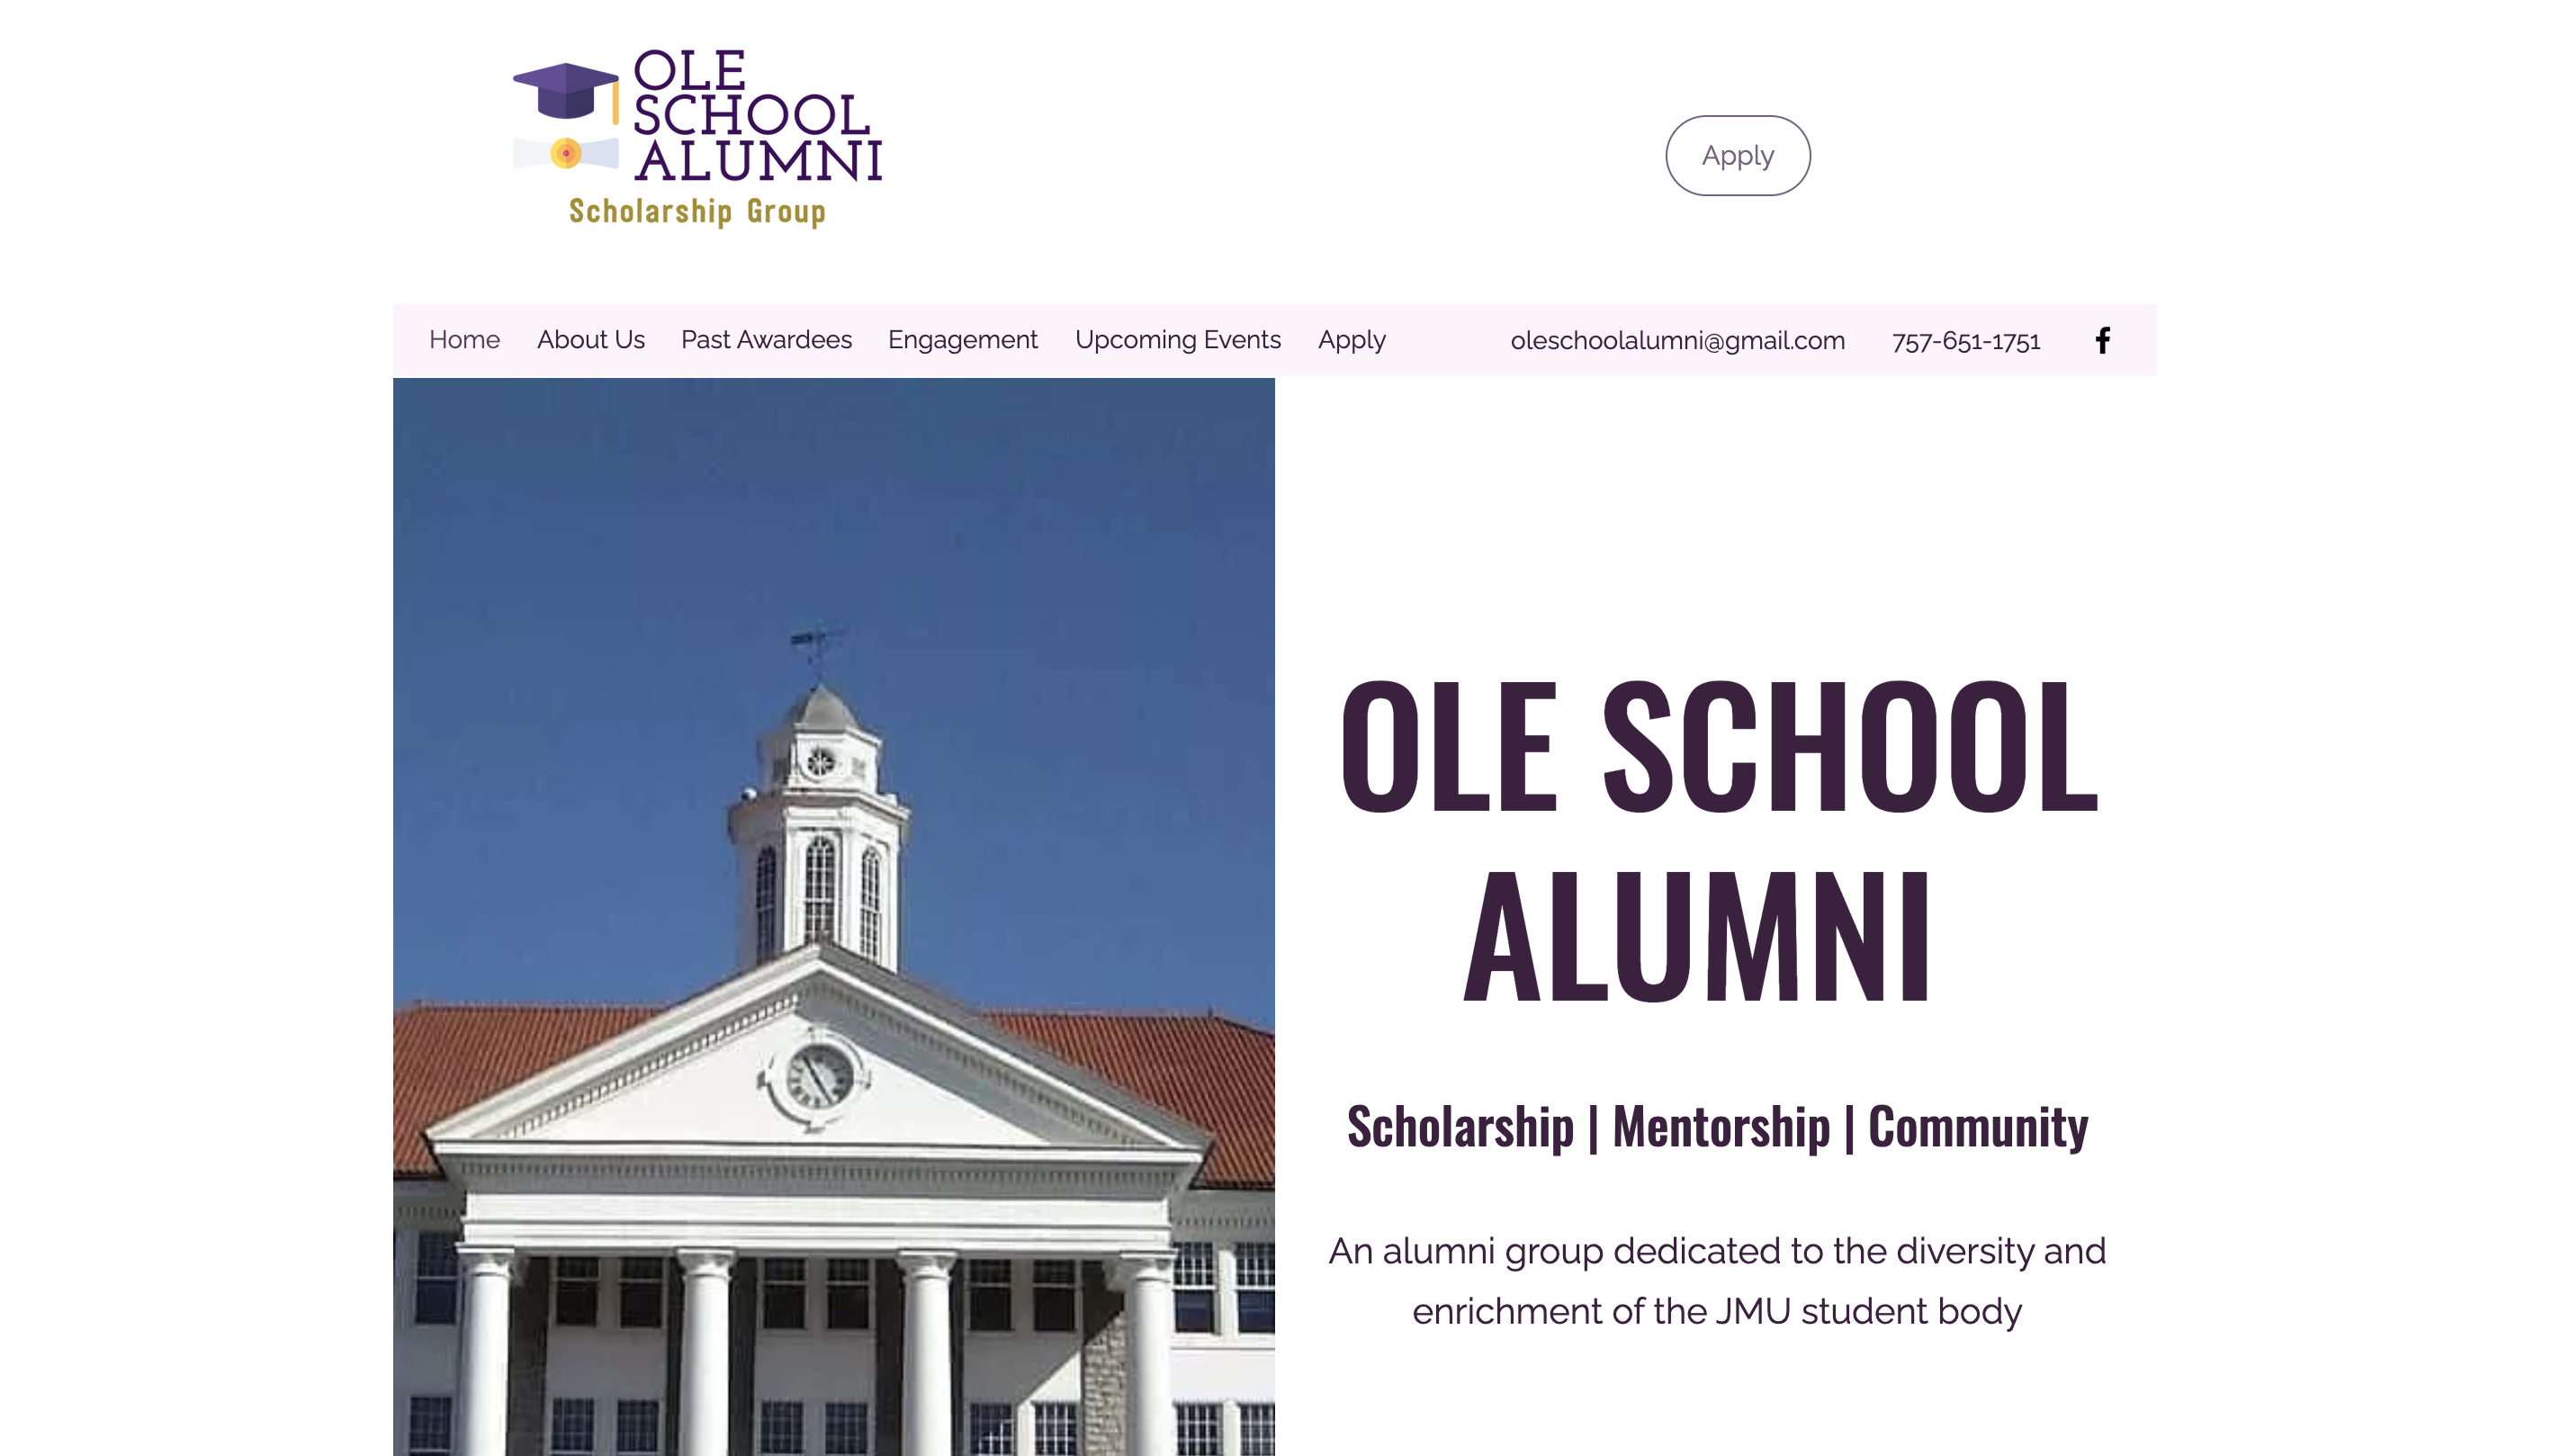 OLE
SCHOOL
ALUMNI
Scholarship Group
Apply
Home About Us Past Awardees Engagement Upcoming Events Apply oleschoolalumni@gmail.com 757-651-1751
OLE SCHOOL
ALUMNI
Scholarship | Mentorship | Community
An alumni group dedicated to the diversity and
enrichment of the JMU student body